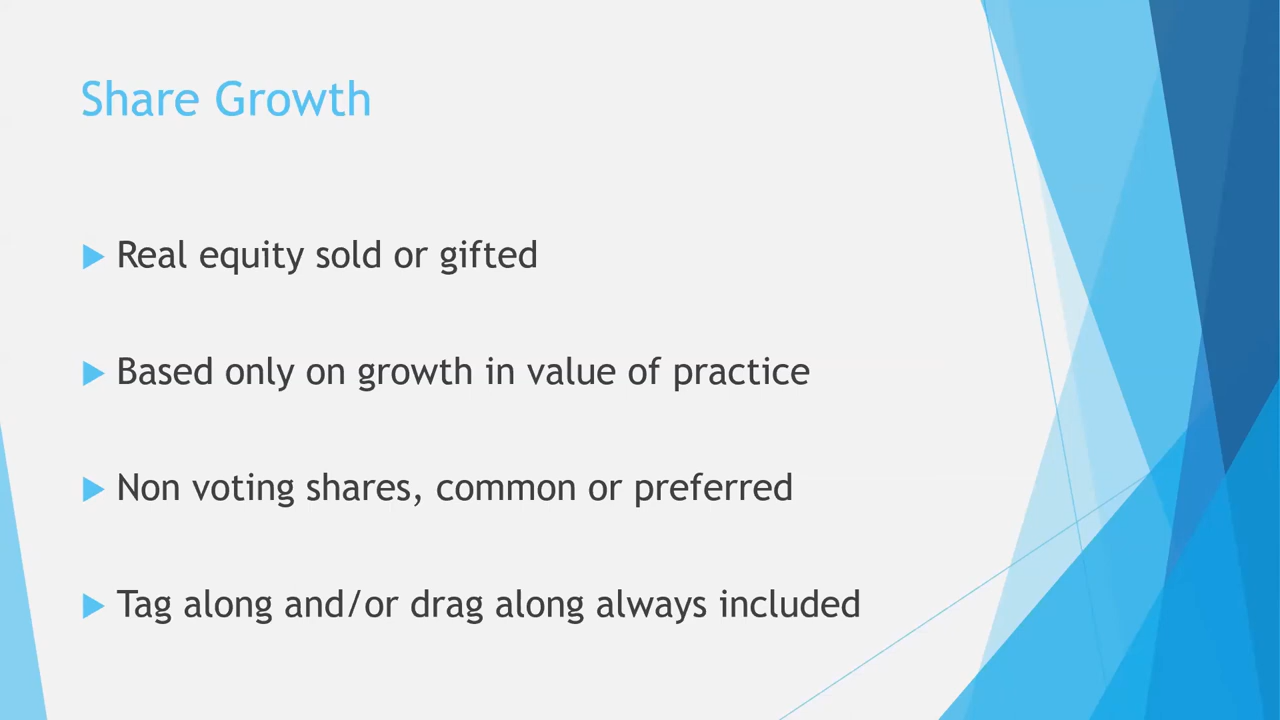 Share Growth
Real equity sold or gifted
Based only on growth in value of practice
Non voting shares, common or preferred
Tag along and/or drag along always included